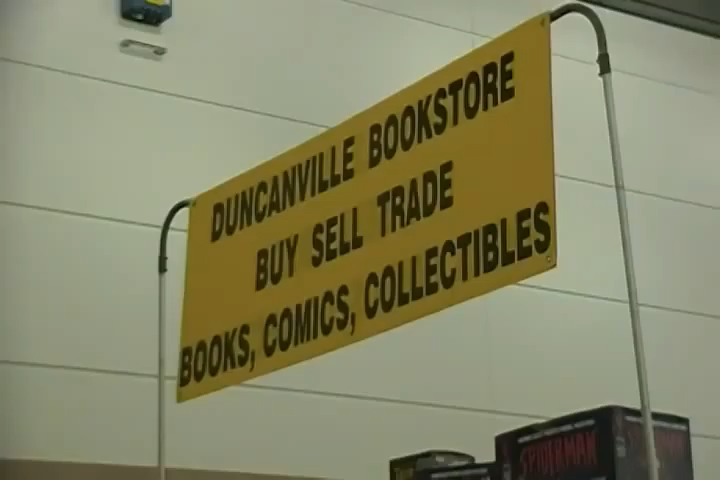 DUNCANVILLE BOOKSTORE
BUY SELL TRADE
BOOKS, COMICS, COLLECTIBLES
SPIDERMAN